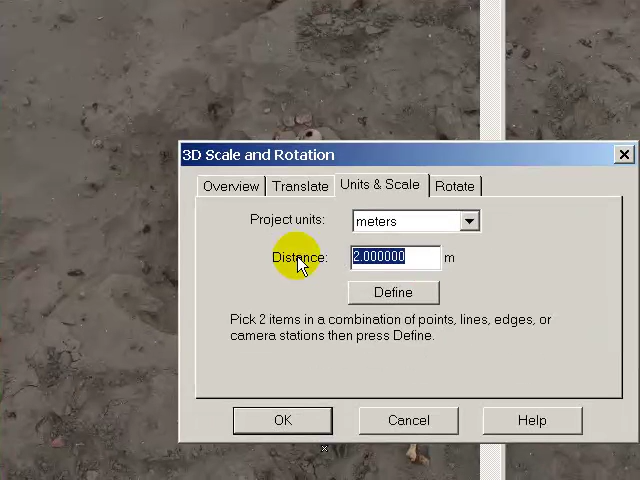 3D Scale and Rotation
Overview
Translate
Units & Scale
Rotate
Project units:
meters
Distance:
2.000000
m
Define
Pick 2 items in a combination of points, lines, edges, or
camera stations then press Define.
OK
Cancel
Help